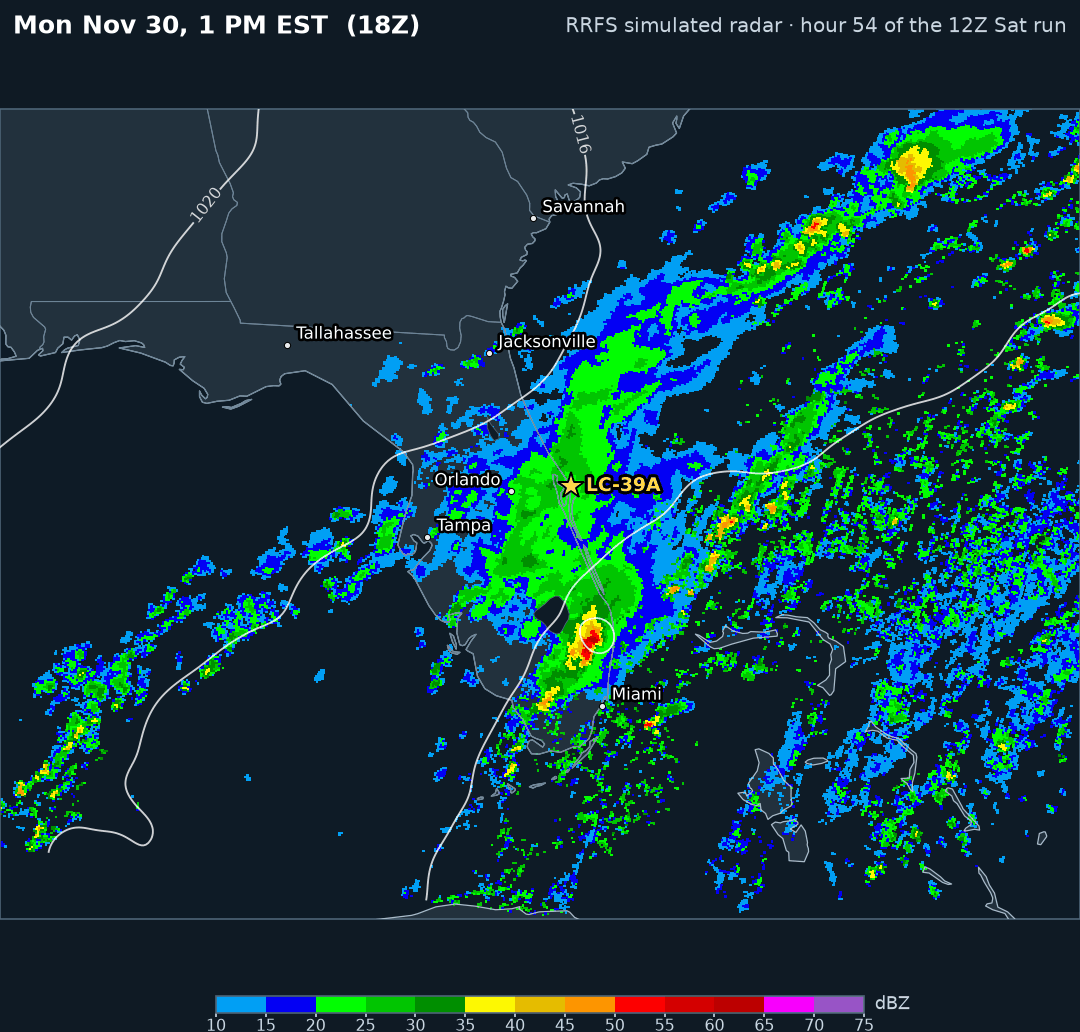 Mon Nov 30, 1 PM EST (18Z)
RRFS simulated radar · hour 54 of the 12Z Sat run
1016
1020
Savannah
Tallahassee
Jacksonville
Orlando
LC-39A
Tampa
Miami
dBZ
10 15 20 25 30 35 40 45 50 55 60 65 70 75